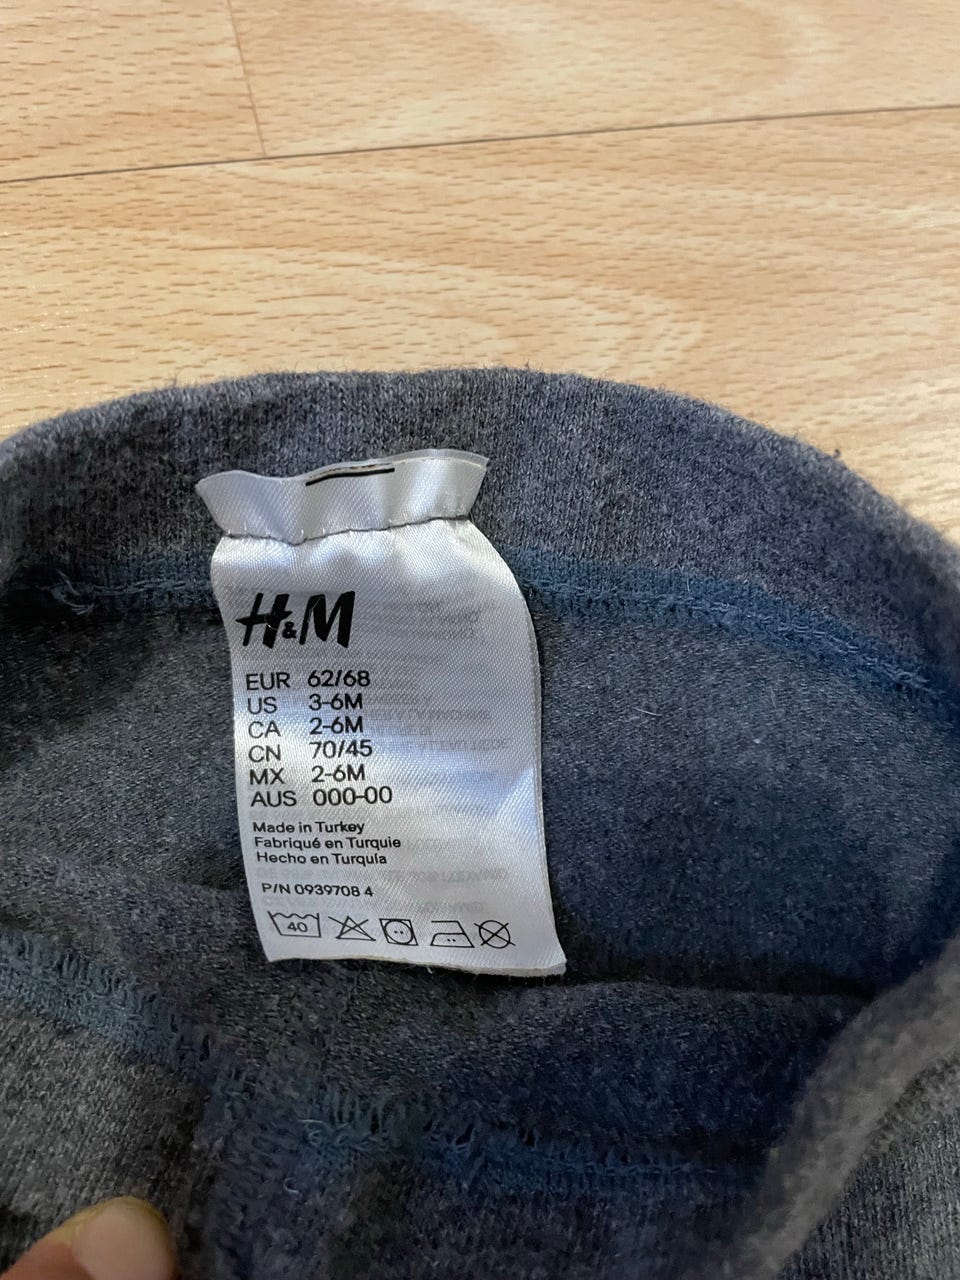 H&M
EUR 62/68
US 3-6M
CA 2-6M
CN 70/45
MX 2-6M
AUS 000-00
Made in Turkey
Fabriqué en Turquie
Hecho en Turquía
P/N 0939708 4
40